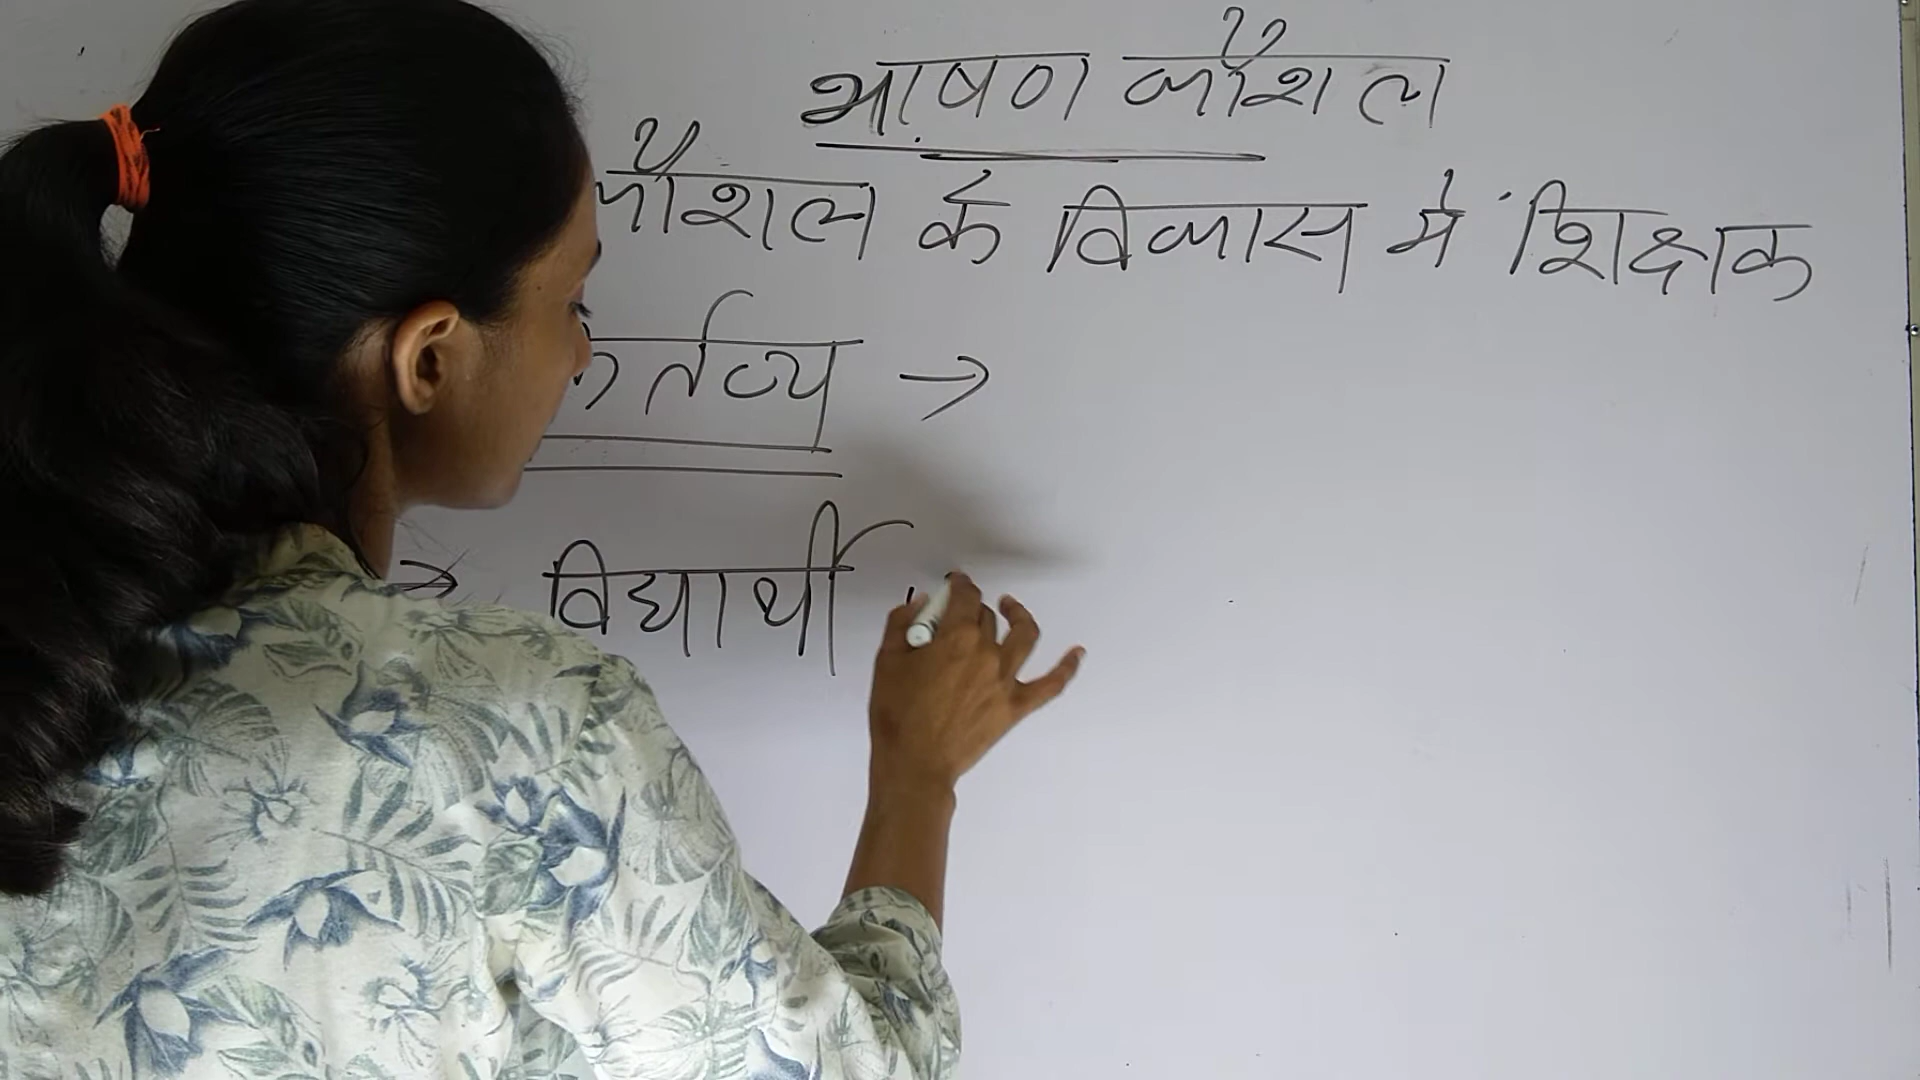 भाषण कौशल
कौशल के विकास में शिक्षक
कर्तव्य →
→ विद्यार्थी